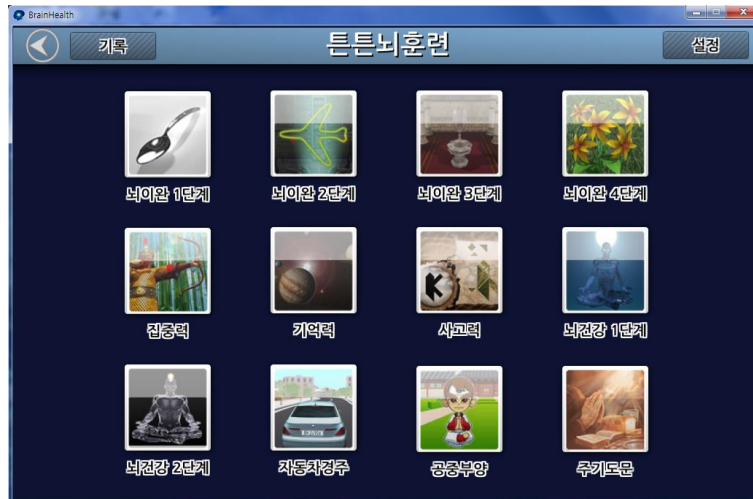 BrainHealth
기록
튼튼뇌훈련
설정
뇌이완 1단계
뇌이완 2단계
뇌이완 3단계
뇌이완 4단계
집중력
기억력
사고력
뇌건강 1단계
뇌건강 2단계
자동차경주
공중부양
주기도문